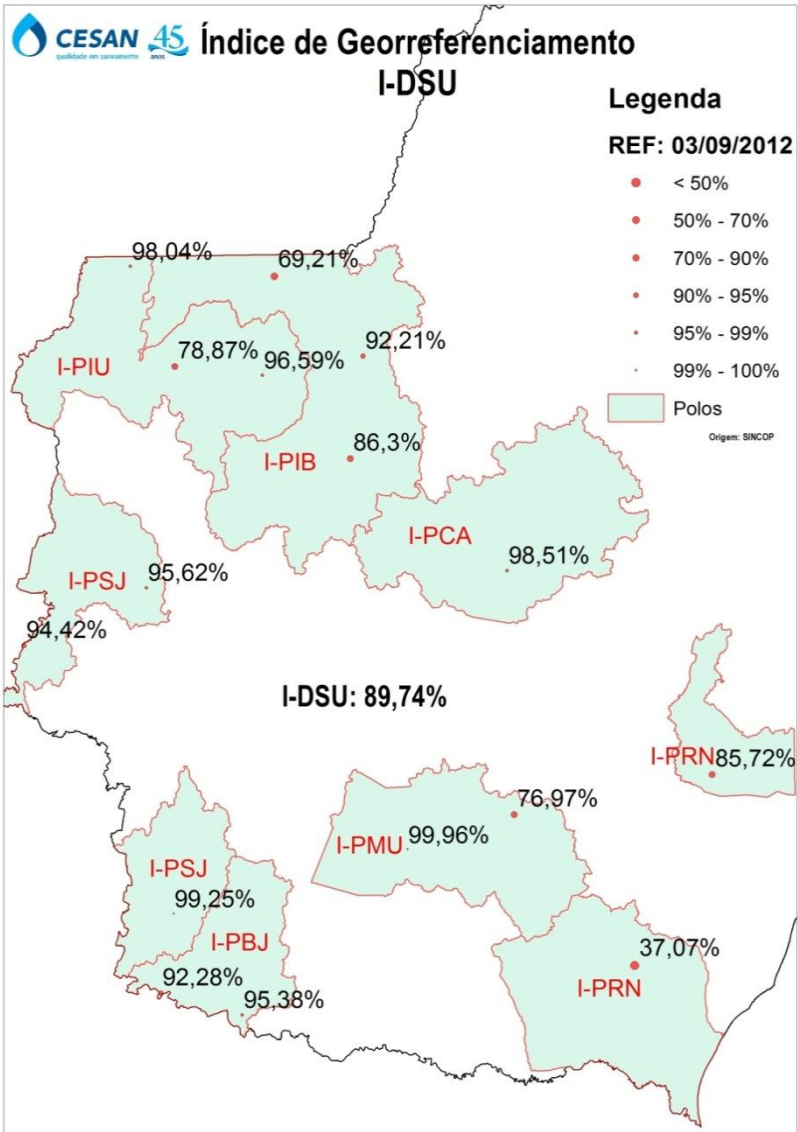 CESAN
qualidade em saneamento
45
anos
Índice de Georreferenciamento
I-DSU
Legenda
REF: 03/09/2012
< 50%
50% - 70%
70% - 90%
90% - 95%
95% - 99%
99% - 100%
Polos
Origem: SINCOP
98,04%
69,21%
92,21%
78,87%
96,59%
I-PIU
I-PIB
86,3%
I-PCA
98,51%
I-PSJ
95,62%
94,42%
I-DSU: 89,74%
I-PRN
85,72%
76,97%
I-PMU
99,96%
I-PSJ
99,25%
I-PBJ
92,28%
95,38%
37,07%
I-PRN